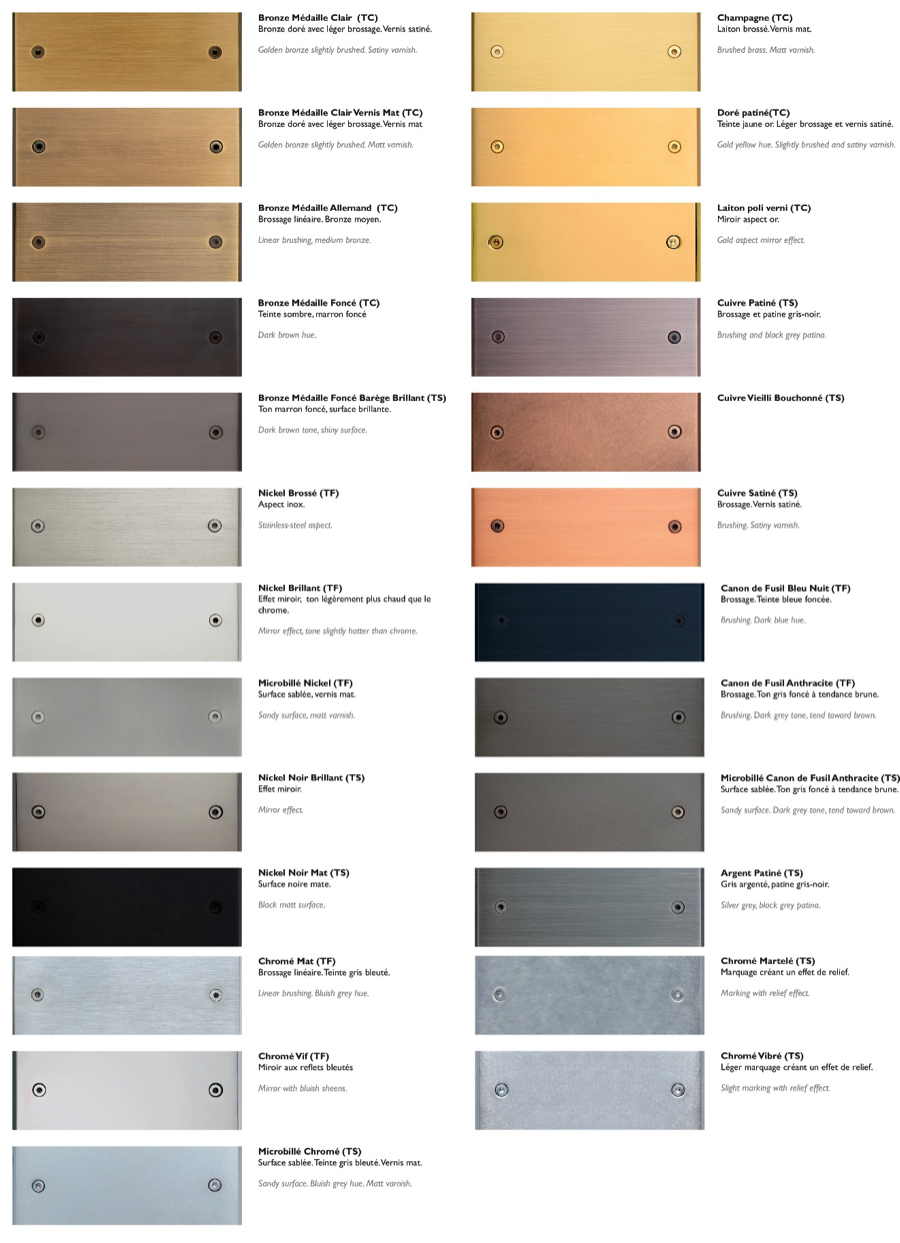 Bronze Médaille Clair (TC)
Bronze doré avec léger brossage. Vernis satiné.
Golden bronze slightly brushed. Satiny varnish.
Bronze Médaille Clair Vernis Mat (TC)
Bronze doré avec léger brossage. Vernis mat
Golden bronze slightly brushed. Matt varnish.
Bronze Médaille Allemand (TC)
Brossage linéaire. Bronze moyen.
Linear brushing, medium bronze.
Bronze Médaille Foncé (TC)
Teinte sombre, marron foncé
Dark brown hue.
Bronze Médaille Foncé Barège Brillant (TS)
Ton marron foncé, surface brillante.
Dark brown tone, shiny surface.
Nickel Brossé (TF)
Aspect inox.
Stainless-steel aspect.
Nickel Brillant (TF)
Effet miroir, ton légèrement plus chaud que le
chrome.
Mirror effect, tone slightly hotter than chrome.
Microbillé Nickel (TF)
Surface sablée, vernis mat.
Sandy surface, matt varnish.
Nickel Noir Brillant (TS)
Effet miroir.
Mirror effect.
Nickel Noir Mat (TS)
Surface noire mate.
Black matt surface.
Chromé Mat (TF)
Brossage linéaire. Teinte gris bleuté.
Linear brushing. Bluish grey hue.
Chromé Vif (TF)
Miroir aux reflets bleutés
Mirror with bluish sheens.
Microbillé Chromé (TS)
Surface sablée. Teinte gris bleuté. Vernis mat.
Sandy surface. Bluish grey hue. Matt varnish.
Champagne (TC)
Laiton brossé. Vernis mat.
Brushed brass. Matt varnish.
Doré patiné(TC)
Teinte jaune or. Léger brossage et vernis satiné.
Gold yellow hue. Slightly brushed and satiny varnish.
Laiton poli verni (TC)
Miroir aspect or.
Gold aspect mirror effect.
Cuivre Patiné (TS)
Brossage et patine gris-noir.
Brushing and black grey patina.
Cuivre Vieilli Bouchonné (TS)
Cuivre Satiné (TS)
Brossage. Vernis satiné.
Brushing. Satiny varnish.
Canon de Fusil Bleu Nuit (TF)
Brossage. Teinte bleue foncée.
Brushing. Dark blue hue.
Canon de Fusil Anthracite (TF)
Brossage. Ton gris foncé à tendance brune.
Brushing. Dark grey tone, tend toward brown.
Microbillé Canon de Fusil Anthracite (TS)
Surface sablée. Ton gris foncé à tendance brune.
Sandy surface. Dark grey tone, tend toward brown.
Argent Patiné (TS)
Gris argenté, patine gris-noir.
Silver grey, black grey patina.
Chromé Martelé (TS)
Marquage créant un effet de relief.
Marking with relief effect.
Chromé Vibré (TS)
Léger marquage créant un effet de relief.
Slight marking with relief effect.